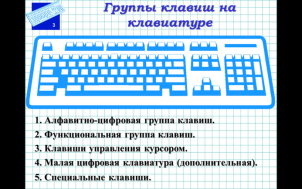 Группы клавиш на
клавиатуре
3
1. Алфавитно-цифровая группа клавиш.
2. Функциональная группа клавиш.
3. Клавиши управления курсором.
4. Малая цифровая клавиатура (дополнительная).
5. Специальные клавиши.